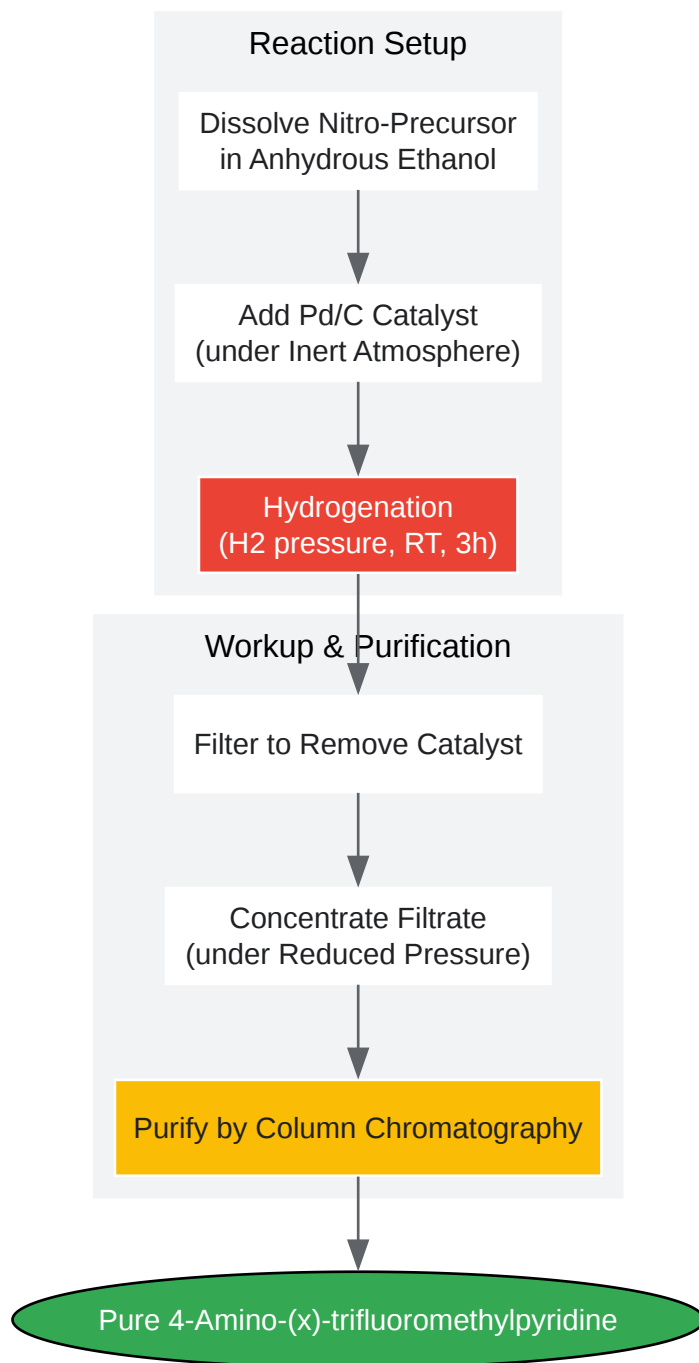 Reaction Setup
Dissolve Nitro-Precursor
in Anhydrous Ethanol
Add Pd/C Catalyst
(under Inert Atmosphere)
Hydrogenation
(H2 pressure, RT, 3h)
Workup & Purification
Filter to Remove Catalyst
Concentrate Filtrate
(under Reduced Pressure)
Purify by Column Chromatography
Pure 4-Amino-(x)-trifluoromethylpyridine